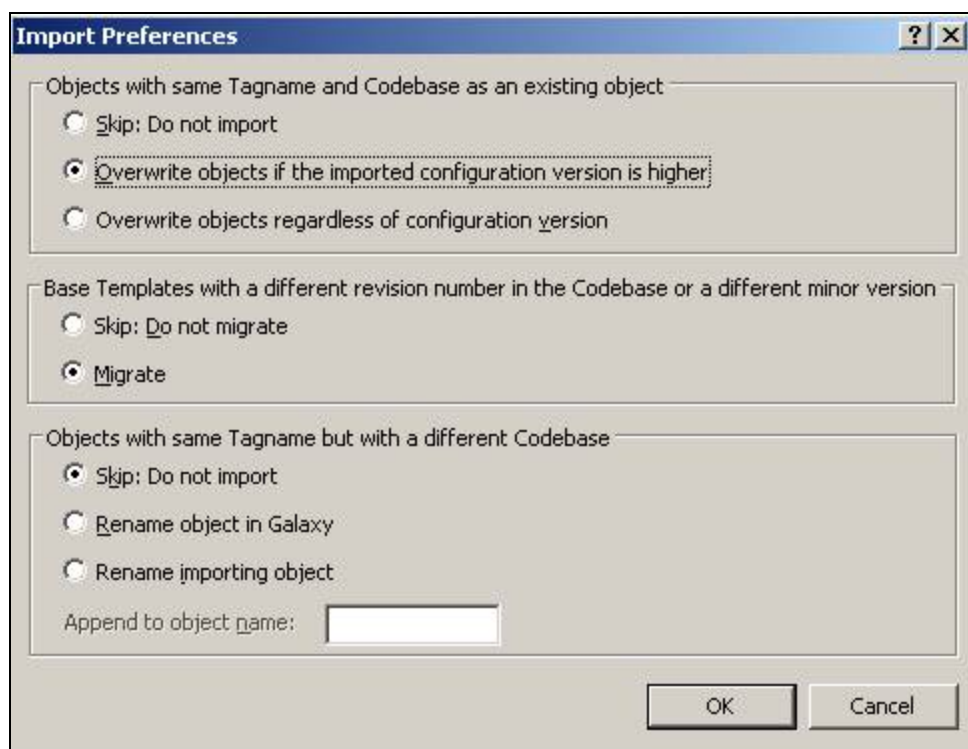 Import Preferences
Objects with same Tagname and Codebase as an existing object
Skip: Do not import
Overwrite objects if the imported configuration version is higher
Overwrite objects regardless of configuration version
Base Templates with a different revision number in the Codebase or a different minor version
Skip: Do not migrate
Migrate
Objects with same Tagname but with a different Codebase
Skip: Do not import
Rename object in Galaxy
Rename importing object
Append to object name:
OK Cancel